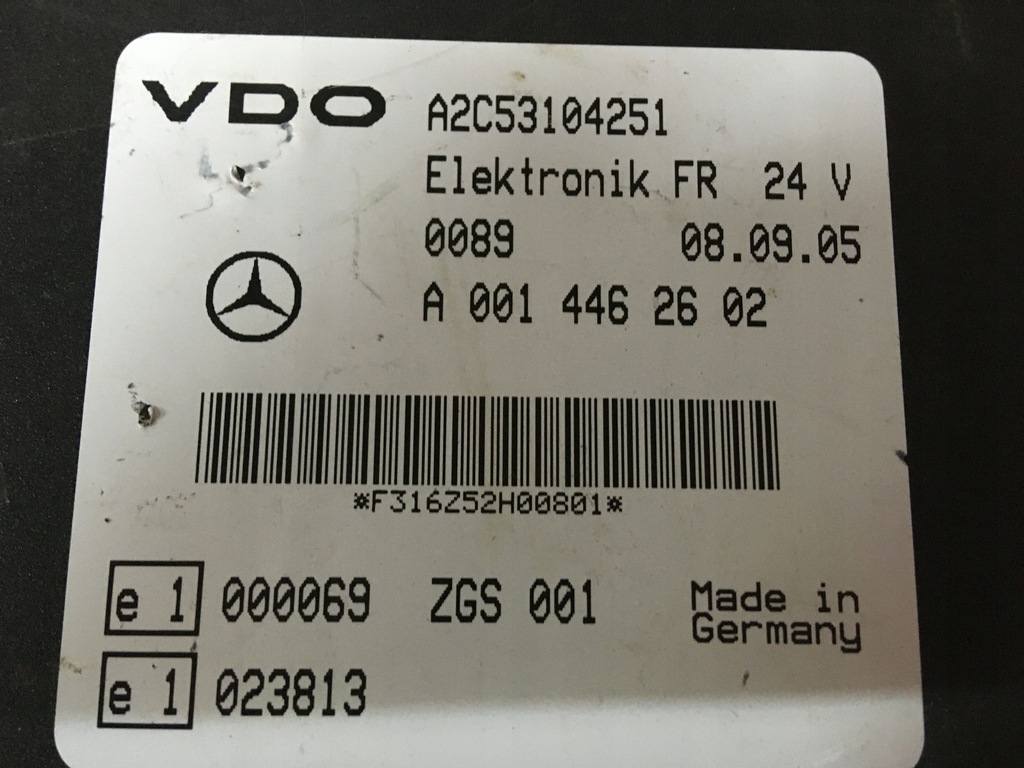 VDO A2C53104251
Elektronik FR 24 V
0089 08.09.05
A 001 446 26 02
*F316Z52H00801*
e 1 000069 ZGS 001 Made in
Germany
e 1 023813